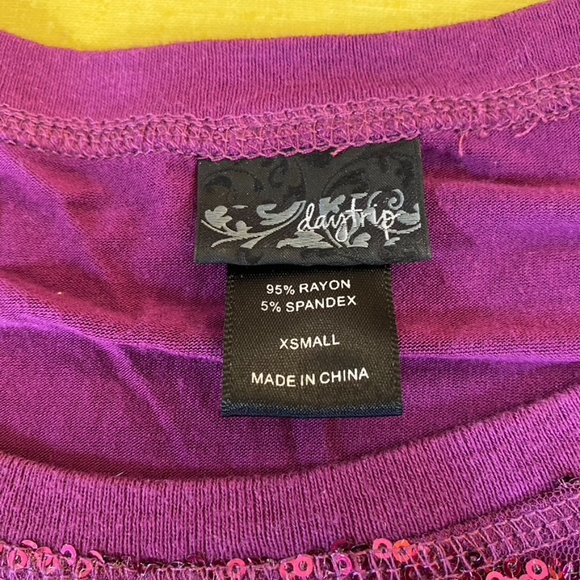 daytrip
95% RAYON
5% SPANDEX
XSMALL
MADE IN CHINA